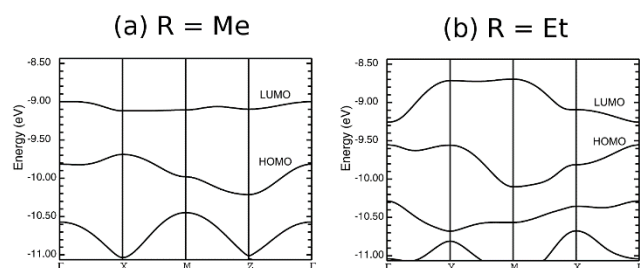 (a) R = Me
(b) R = Et
-8.50
-9.00
-9.50
-10.00
-10.50
-11.00
Energy (eV)
LUMO
HOMO
X
M
Z
-8.50
-9.00
-9.50
-10.00
-10.50
-11.00
Energy (eV)
LUMO
HOMO
M